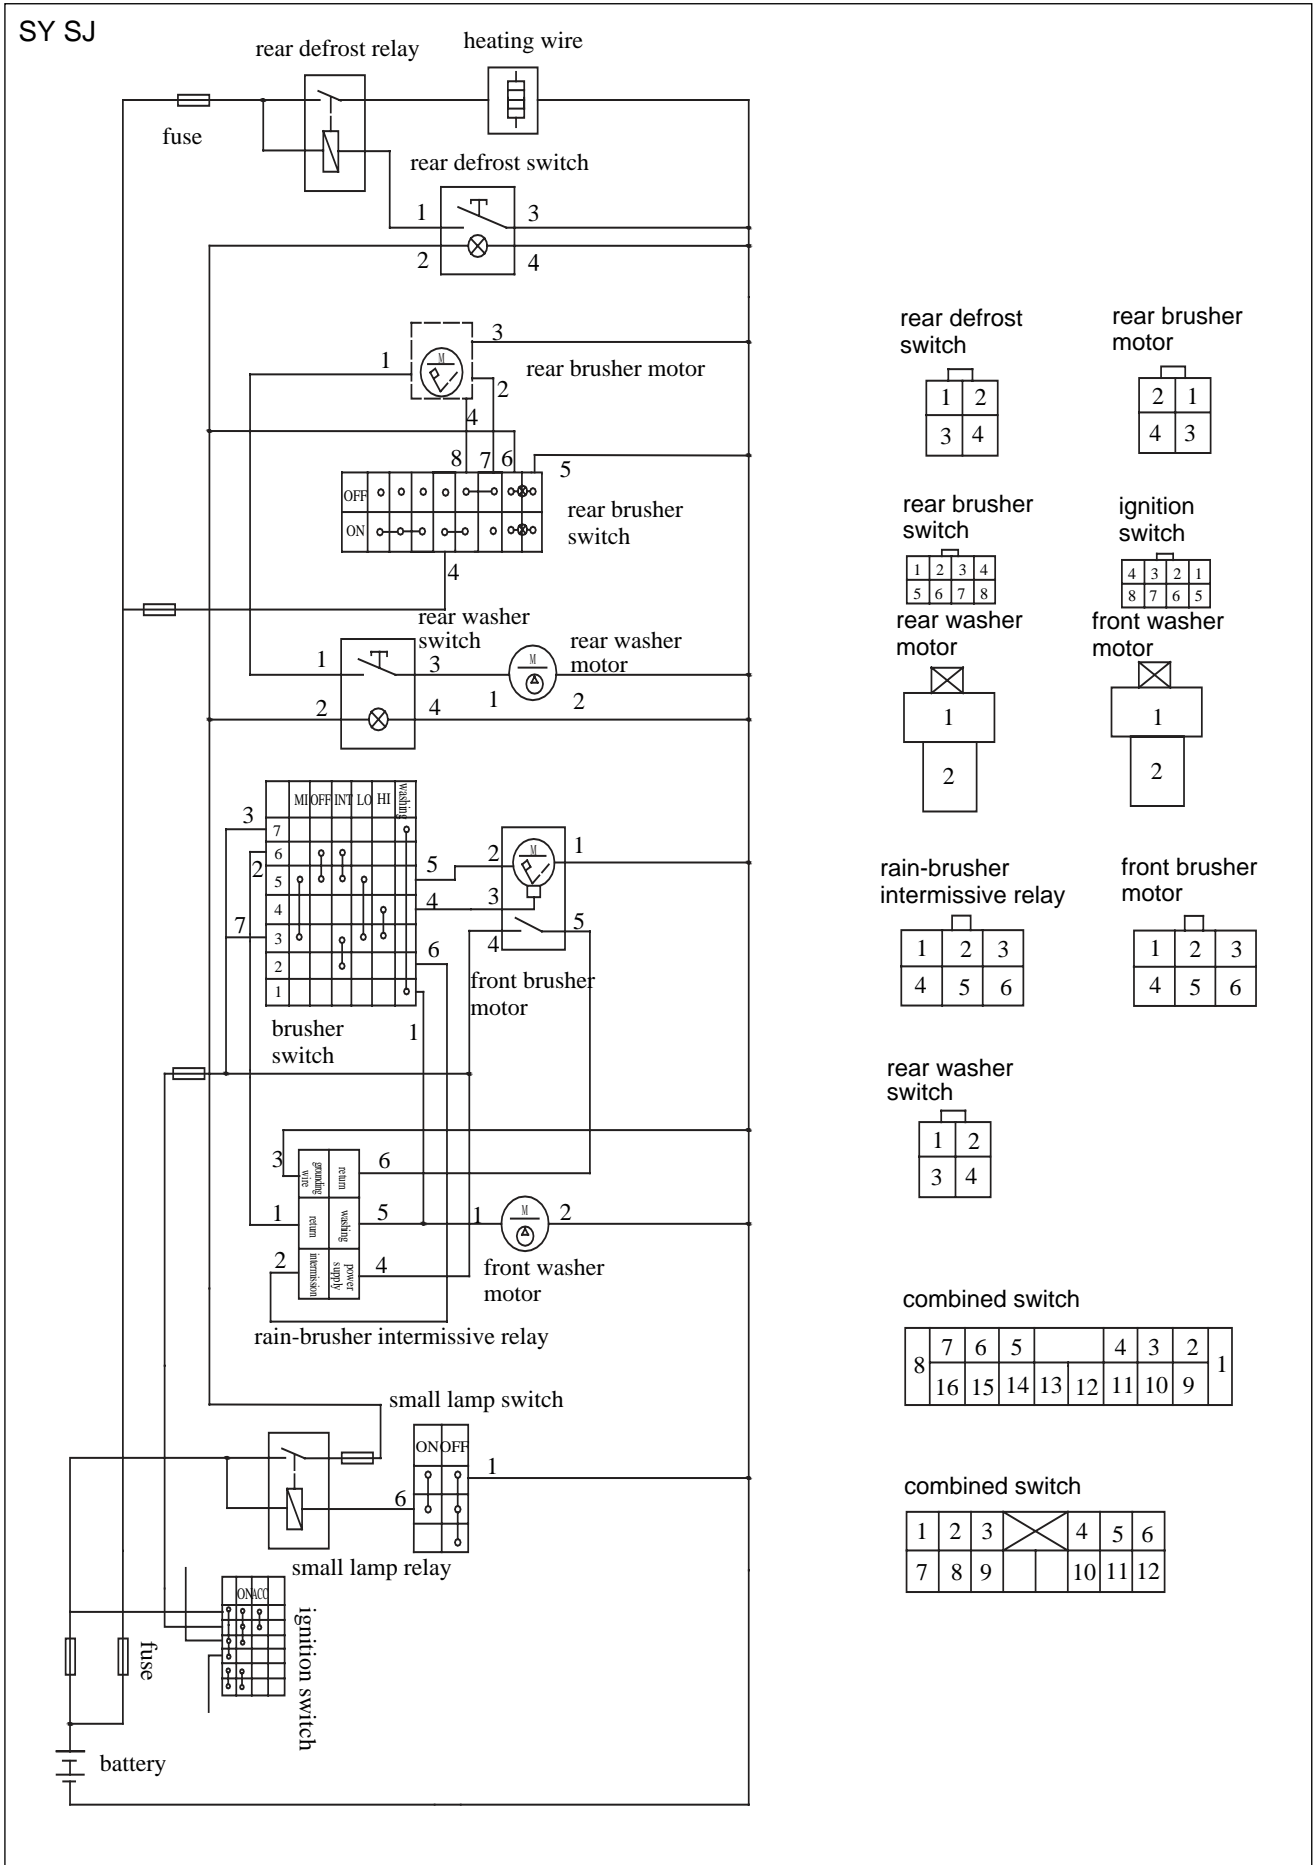 SY SJ
rear defrost relay
heating wire
fuse
rear defrost switch
1
3
2
4
3
1
rear brusher motor
2
4
8
7
6
5
OFF
ON
rear brusher
switch
4
rear washer
switch
1
3
rear washer
motor
1
2
2
4
M
M
MI
OFF
INT
LO
HI
washing
7
6
5
4
3
2
1
3
2
7
5
4
6
1
brusher
switch
M
2
1
3
4
5
front brusher
motor
3
grounding
wire
return
6
1
return
washing
5
2
intermission
power
supply
4
M
1
2
front washer
motor
rain-brusher intermissive relay
small lamp switch
ON
OFF
1
6
small lamp relay
ON
ACC
ignition switch
fuse
battery
rear defrost
switch
1 2
3 4
rear brusher
motor
2 1
4 3
rear brusher
switch
1 2 3 4
5 6 7 8
ignition
switch
4 3 2 1
8 7 6 5
rear washer
motor
1
2
front washer
motor
1
2
rain-brusher
intermissive relay
1 2 3
4 5 6
front brusher
motor
1 2 3
4 5 6
rear washer
switch
1 2
3 4
combined switch
8 7 6 5 4 3 2 1
16 15 14 13 12 11 10 9
combined switch
1 2 3 4 5 6
7 8 9 10 11 12